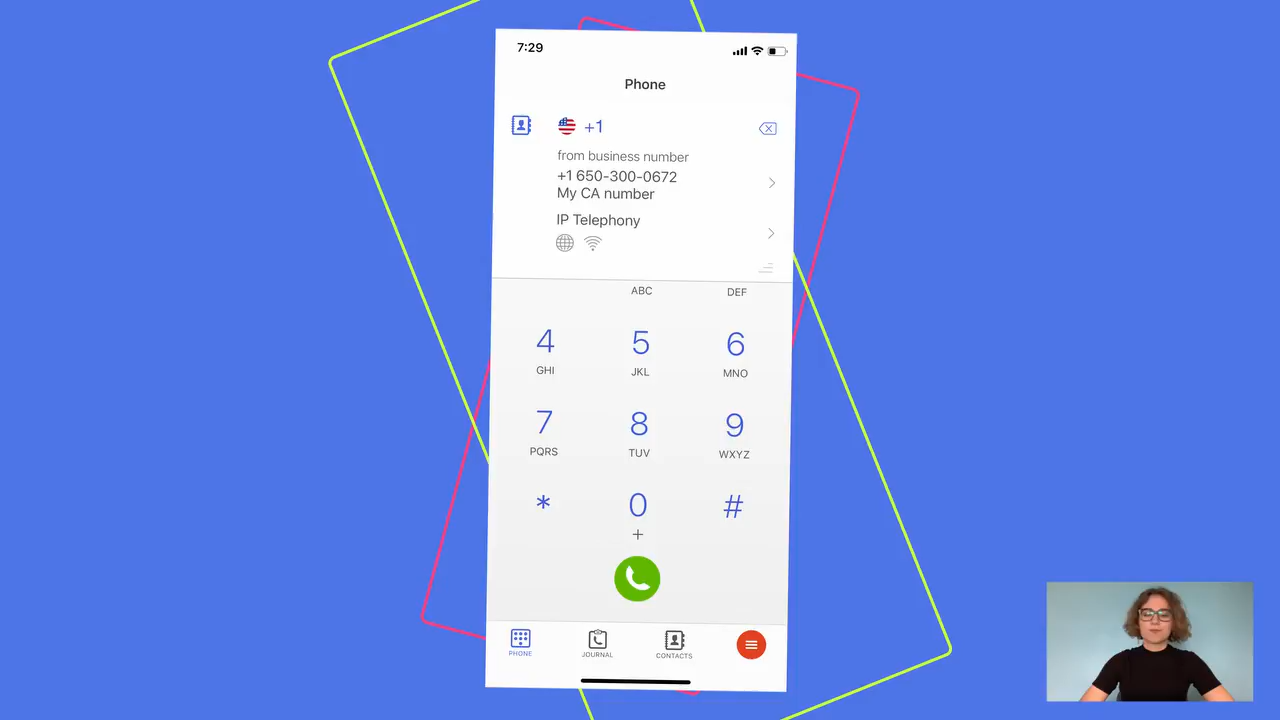 7:29
Phone
+1
from business number
+1 650-300-0672
My CA number
IP Telephony
ABC DEF
4 5 6
GHI JKL MNO
7 8 9
PQRS TUV WXYZ
* 0 #
+
PHONE JOURNAL CONTACTS